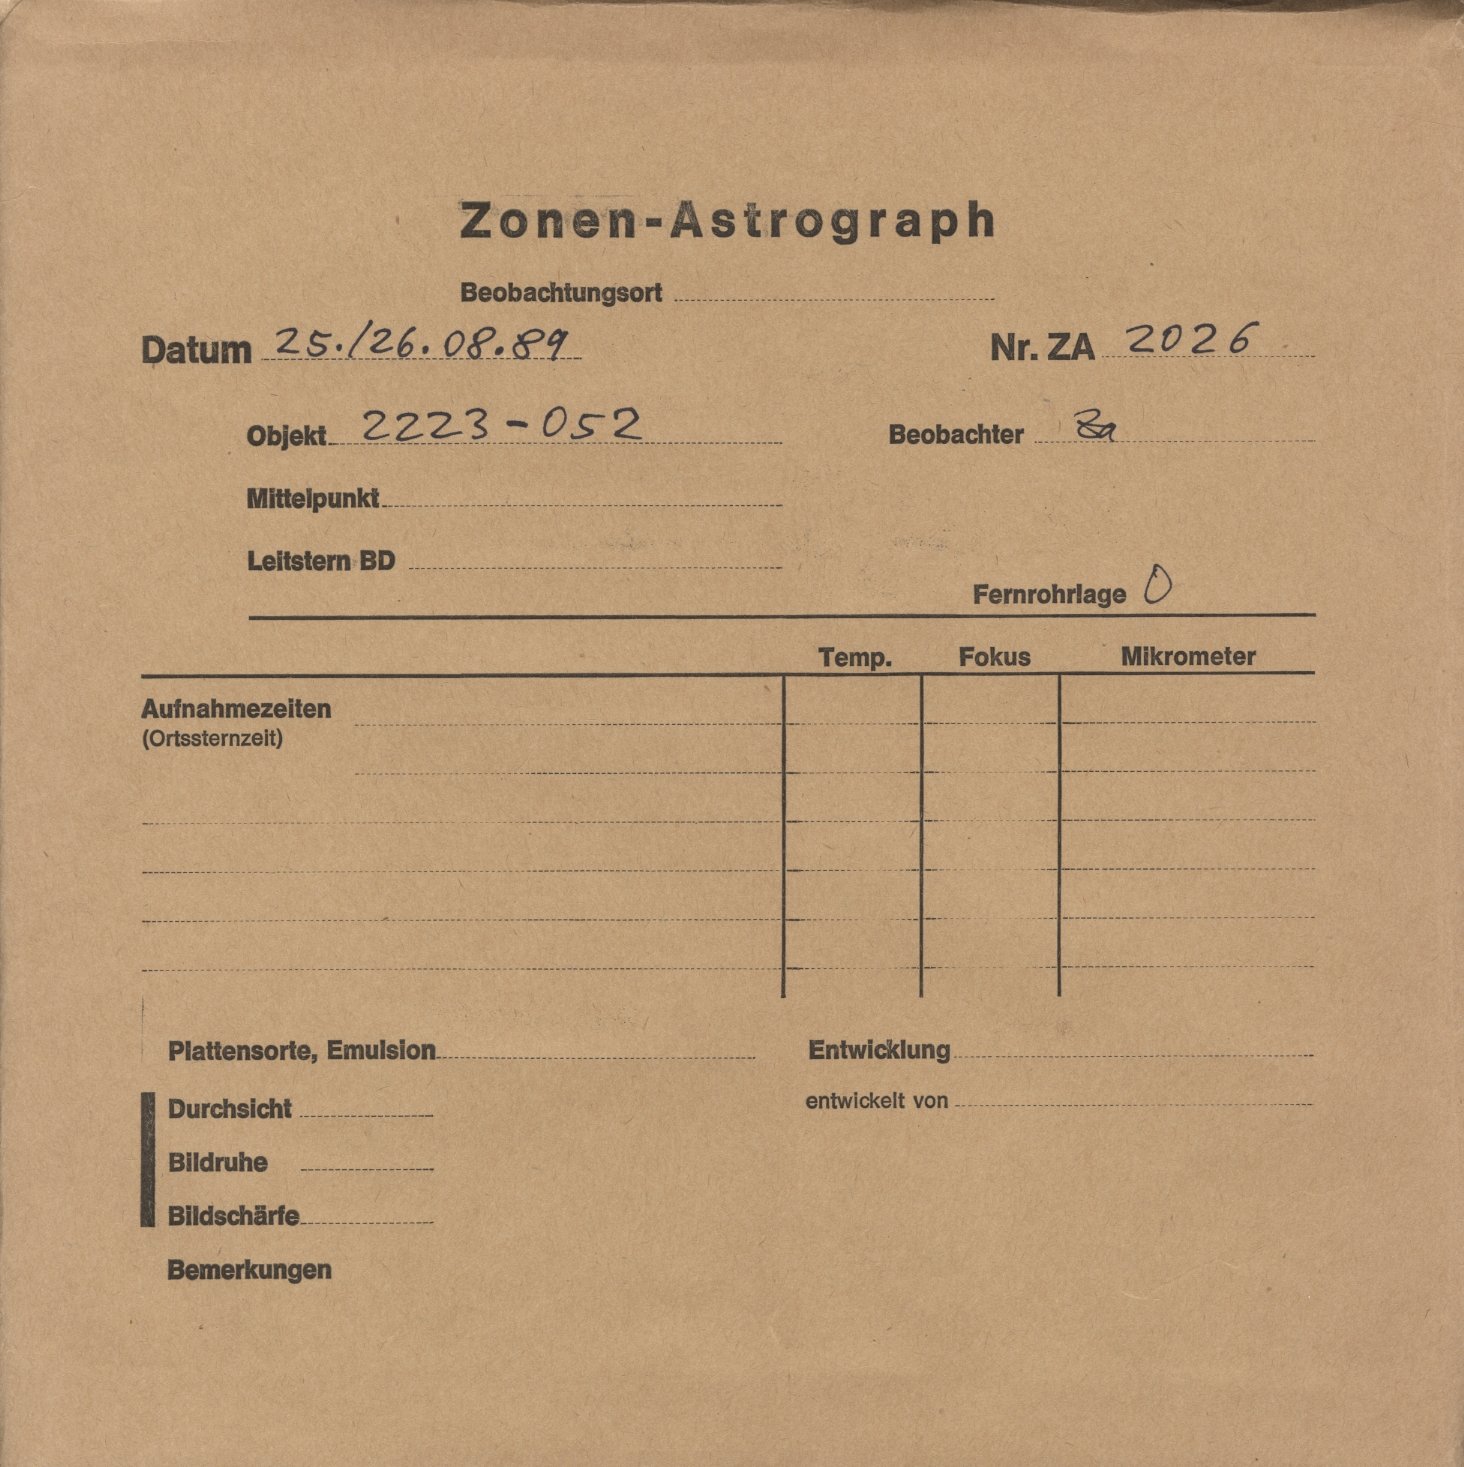 Zonen-Astrograph
Beobachtungsort
Datum 25./26.08.89 Nr. ZA 2026
Objekt 2223-052 Beobachter
Mittelpunkt
Leitstern BD
Fernrohrlage O
Temp. Fokus Mikrometer
Aufnahmezeiten
(Ortssternzeit)
Plattensorte, Emulsion Entwicklung
Durchsicht entwickelt von
Bildruhe
Bildschärfe
Bemerkungen